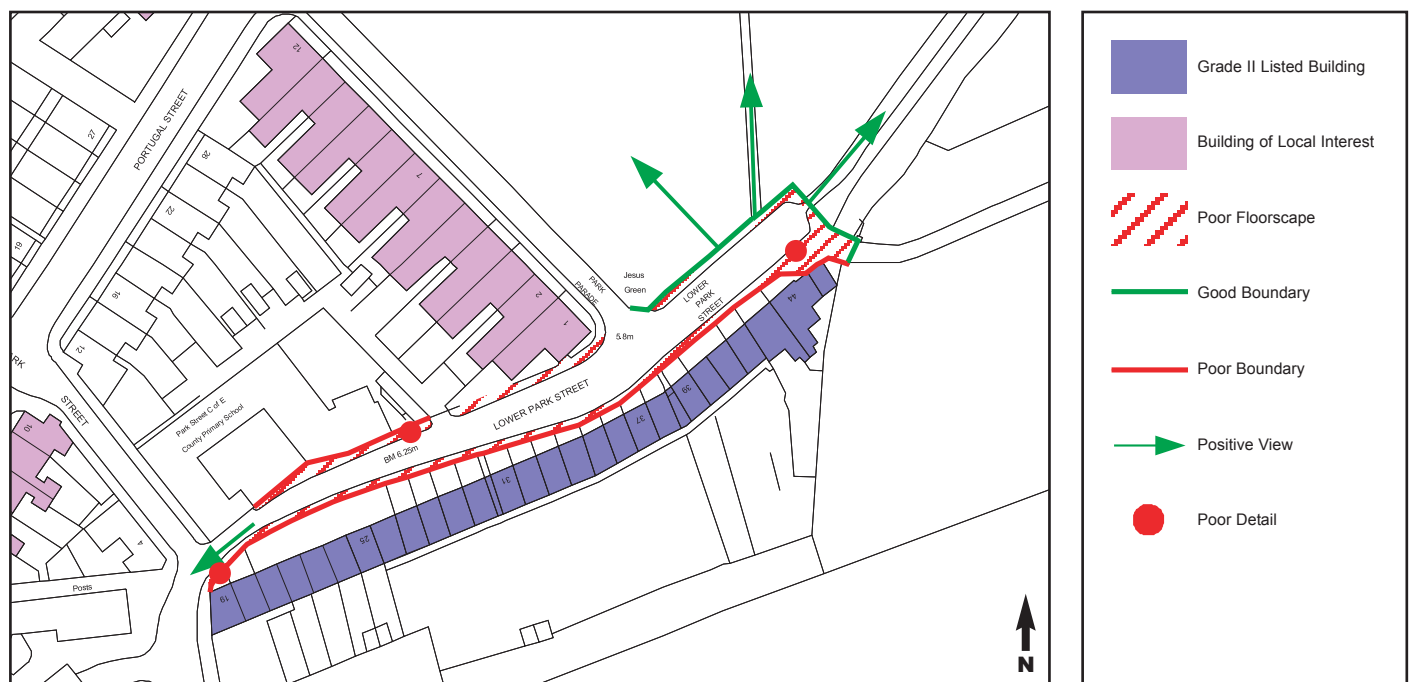 12
PORTUGAL STREET
27
26
7
22
19
16
12
2
1
PARK
PARADE
Jesus
Green
LOWER
PARK
STREET
5.8m
44
39
37
LOWER PARK STREET
Park Street C of E
County Primary School
BM 6.25m
RK
STREET
10
31
25
4
19
Posts
N
Grade II Listed Building
Building of Local Interest
Poor Floorscape
Good Boundary
Poor Boundary
Positive View
Poor Detail